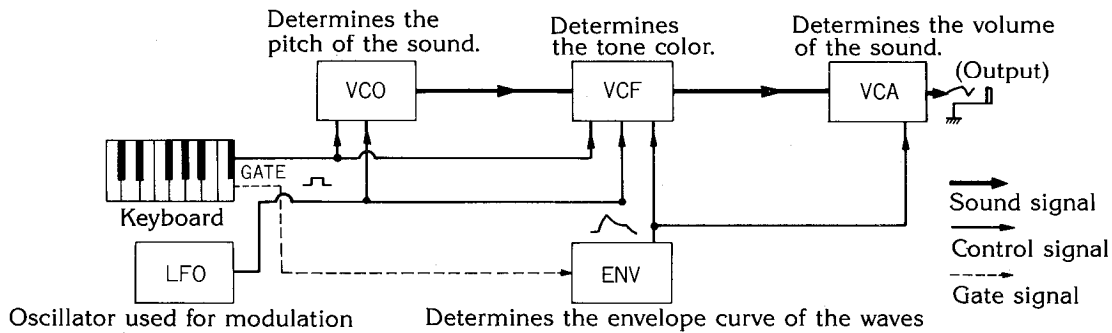 Determines the
pitch of the sound.
Determines
the tone color.
Determines the volume
of the sound.
(Output)
VCO
VCF
VCA
GATE
Keyboard
Sound signal
Control signal
LFO
ENV
Gate signal
Oscillator used for modulation
Determines the envelope curve of the waves